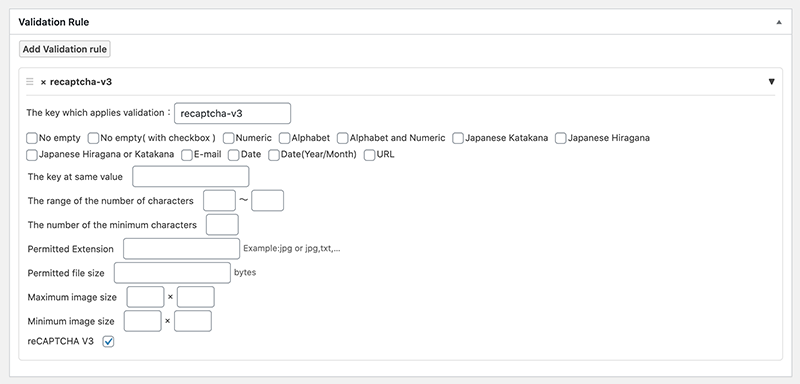 Validation Rule
Add Validation rule
× recaptcha-v3
The key which applies validation : recaptcha-v3
No empty No empty( with checkbox ) Numeric Alphabet Alphabet and Numeric Japanese Katakana Japanese Hiragana
Japanese Hiragana or Katakana E-mail Date Date(Year/Month) URL
The key at same value
The range of the number of characters 〜
The number of the minimum characters
Permitted Extension Example:jpg or jpg,txt,...
Permitted file size bytes
Maximum image size ×
Minimum image size ×
reCAPTCHA V3